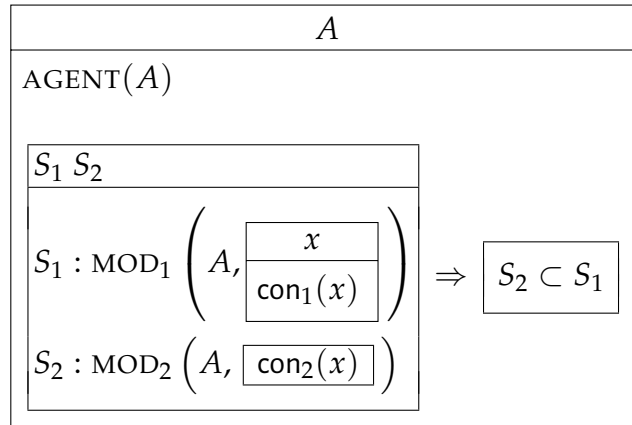 A
AGENT(A)
S₁ S₂
x
S₁ : MOD₁ ( A, con₁(x) ) ⇒ S₂ ⊂ S₁
S₂ : MOD₂ ( A, con₂(x) )